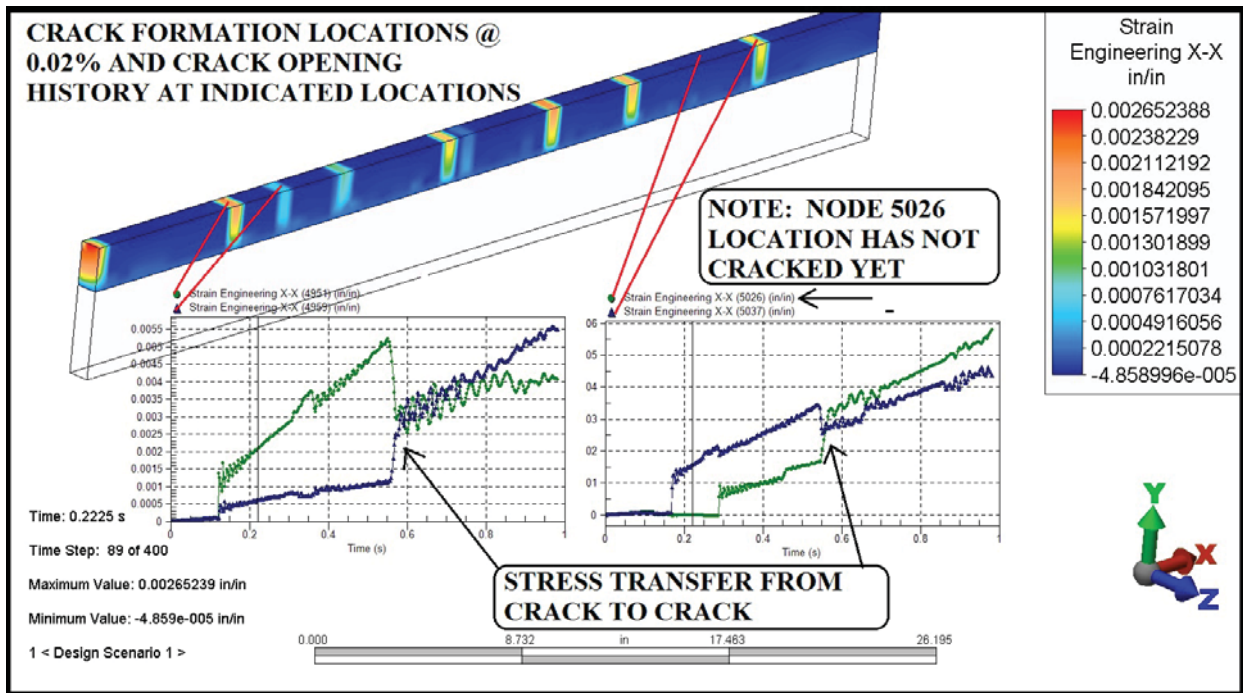 CRACK FORMATION LOCATIONS @
0.02% AND CRACK OPENING
HISTORY AT INDICATED LOCATIONS
Strain
Engineering X-X
in/in
0.002652388
0.00238229
0.002112192
0.001842095
0.001571997
0.001301899
0.001031801
0.0007617034
0.0004916056
0.0002215078
-4.858996e-005
NOTE: NODE 5026
LOCATION HAS NOT
CRACKED YET
Strain Engineering X-X (4951) (in/in)
Strain Engineering X-X (4959) (in/in)
0.0055
0.005
0.0045
0.004
0.0035
0.003
0.0025
0.002
0.0015
0.001
0.0005
0
0 0.2 0.4 0.6 0.8 1
Time (s)
Strain Engineering X-X (5026) (in/in)
Strain Engineering X-X (5037) (in/in)
06
05
04
03
02
01
0
0 0.2 0.4 0.6 0.8 1
Time (s)
STRESS TRANSFER FROM
CRACK TO CRACK
Time: 0.2225 s
Time Step: 89 of 400
Maximum Value: 0.00265239 in/in
Minimum Value: -4.859e-005 in/in
1 < Design Scenario 1 >
0.000 8.732 in 17.463 26.195
Y
X
Z